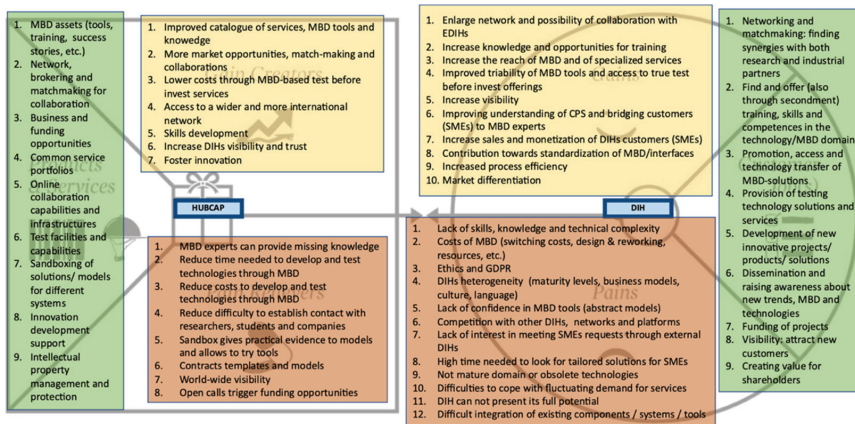 1. MBD assets (tools,
training, success
stories, etc.)
2. Network,
brokering and
matchmaking for
collaboration
3. Business and
funding
opportunities
4. Common service
portfolios
5. Online
collaboration
capabilities and
infrastructures
6. Test facilities and
capabilities
7. Sandboxing of
solutions/ models
for different
systems
8. Innovation
development
support
9. Intellectual
property
management and
protection
1. Improved catalogue of services, MBD tools and
knowedge
2. More market opportunities, match-making and
collaborations
3. Lower costs through MBD-based test before
invest services
4. Access to a wider and more international
network
5. Skills development
6. Increase DIHs visibility and trust
7. Foster innovation
HUBCAP
1. MBD experts can provide missing knowledge
2. Reduce time needed to develop and test
technologies through MBD
3. Reduced costs to develop and test
technologies through MBD
4. Reduce difficulty to establish contact with
researchers, students and companies
5. Sandbox gives practical evidence to models
and allows to try tools
6. Contracts templates and models
7. World-wide visibility
8. Open calls trigger funding opportunities
1. Enlarge network and possibility of collaboration with
EDIHs
2. Increase knowledge and opportunities for training
3. Increase the reach of MBD and of specialized services
4. Improved triability of MBD tools and access to true test
before invest offerings
5. Increase visibility
6. Improving understanding of CPS and bridging customers
(SMEs) to MBD experts
7. Increase sales and monetization of DIHs customers (SMEs)
8. Contribution towards standardization of MBD/interfaces
9. Increased process efficiency
10. Market differentiation
DIH
1. Lack of skills, knowledge and technical complexity
2. Costs of MBD (switching costs, design & reworking,
resources, etc.)
3. Ethics and GDPR
4. DIHs heterogeneity (maturity levels, business models,
culture, language)
5. Lack of confidence in MBD tools (abstract models)
6. Competition with other DIHs, networks and platforms
7. Lack of interest in meeting SMEs requests through external
DIHs
8. High time needed to look for tailored solutions for SMEs
9. Not mature domain or obsolete technologies
10. Difficulties to cope with fluctuating demand for services
11. DIH can not present its full potential
12. Difficult integration of existing components / systems / tools
1. Networking and
matchmaking: finding
synergies with both
research and industrial
partners
2. Find and offer (also
through secondment)
training, skills and
competences in the
technology/MBD domain
3. Promotion, access and
technology transfer of
MBD-solutions
4. Provision of testing
technology solutions and
services
5. Development of new
innovative projects/
products/ solutions
6. Dissemination and
raising awareness about
new trends, MBD and
technologies
7. Funding of projects
8. Visibility: attract new
customers
9. Creating value for
shareholders
Pain Creators
Gains
Products
& Services
Pains